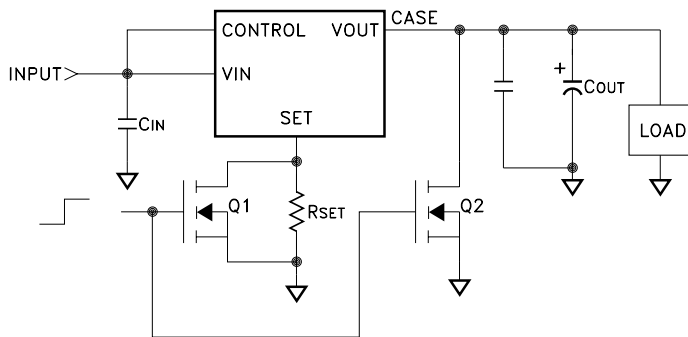 CASE
CONTROL VOUT
INPUT
VIN
+
COUT
CIN
SET
LOAD
Q1
RSET
Q2